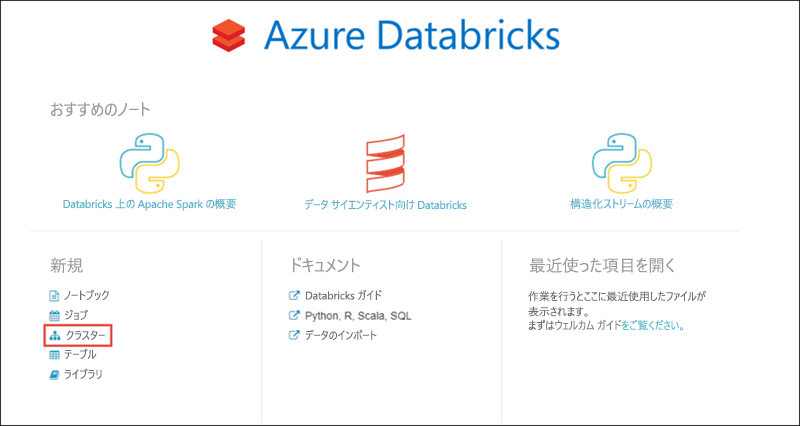 Azure Databricks
おすすめのノート
Databricks 上の Apache Spark の概要
データ サイエンティスト向け Databricks
構造化ストリームの概要
新規
ノートブック
ジョブ
クラスター
テーブル
ライブラリ
ドキュメント
Databricks ガイド
Python, R, Scala, SQL
データのインポート
最近使った項目を開く
作業を行うとここに最近使用したファイルが
表示されます。
まずはウェルカム ガイドをご覧ください。